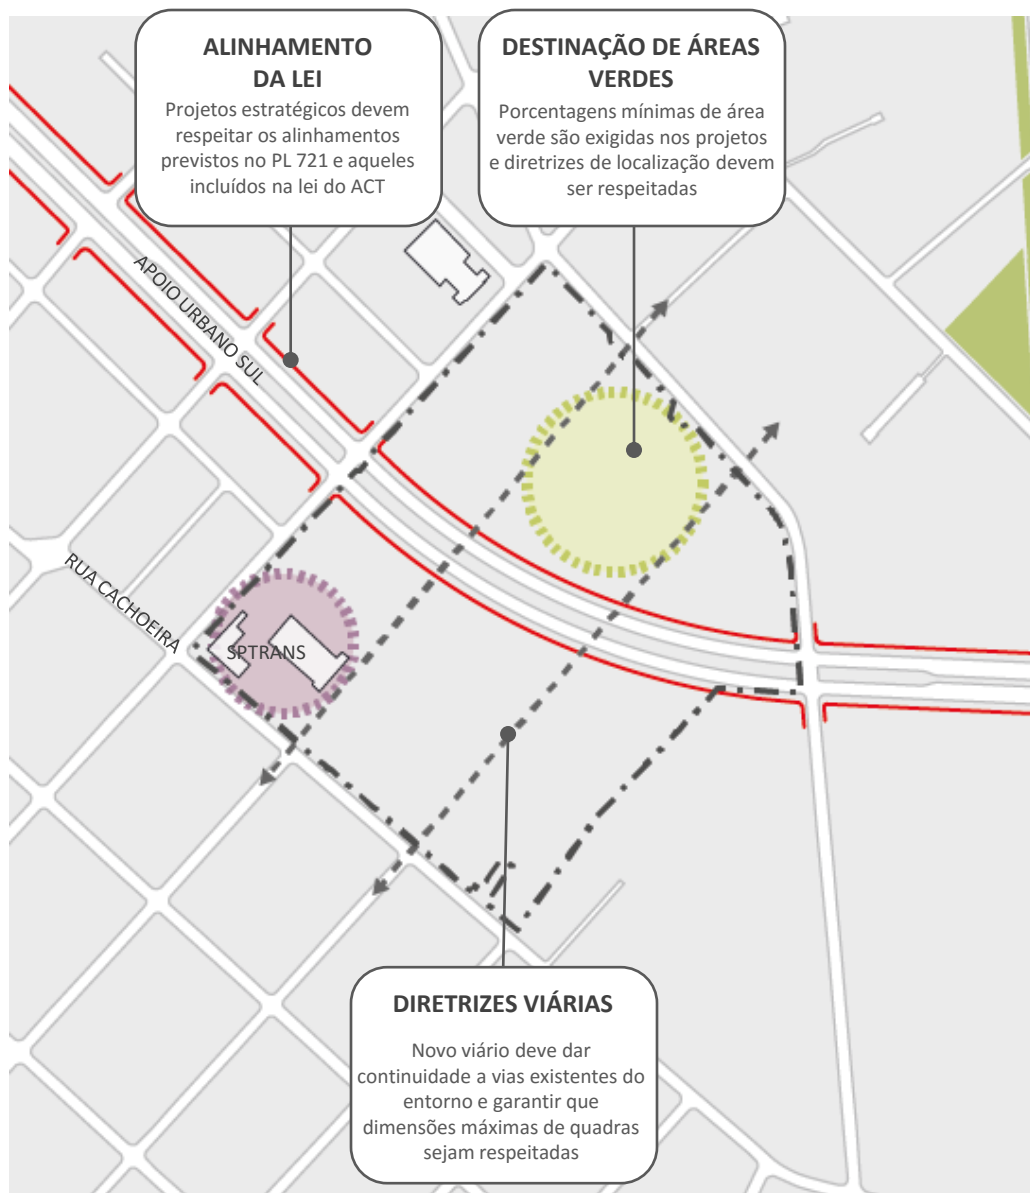 ALINHAMENTO
DA LEI
Projetos estratégicos devem
respeitar os alinhamentos
previstos no PL 721 e aqueles
incluídos na lei do ACT
DESTINAÇÃO DE ÁREAS
VERDES
Porcentagens mínimas de área
verde são exigidas nos projetos
e diretrizes de localização devem
ser respeitadas
APOIO URBANO SUL
RUA CACHOEIRA
SPTRANS
DIRETRIZES VIÁRIAS
Novo viário deve dar
continuidade a vias existentes do
entorno e garantir que
dimensões máximas de quadras
sejam respeitadas